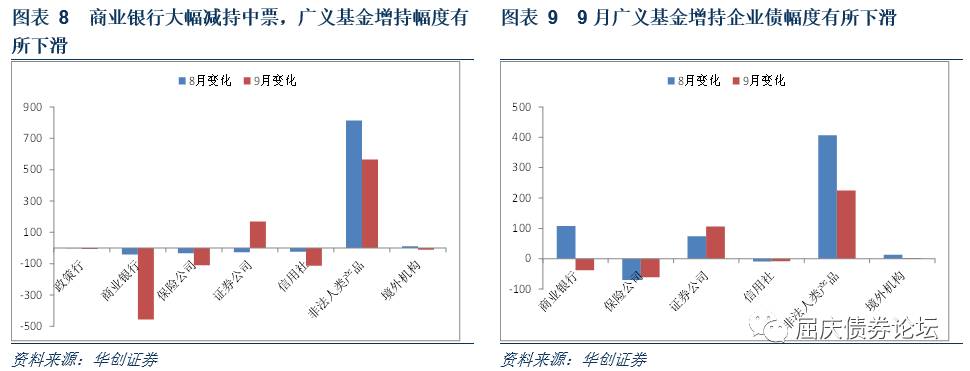 图表 8 商业银行大幅减持中票，广义基金增持幅度有
所下滑
8月变化 9月变化
900
700
500
300
100
-100
-300
-500
政策行 商业银行 保险公司 证券公司 信用社 非法人类产品 境外机构
资料来源：华创证券
图表 9 9月广义基金增持企业债幅度有所下滑
8月变化 9月变化
500
400
300
200
100
0
-100
商业银行 保险公司 证券公司 信用社 非法人类产品 境外机构
屈庆债券论坛
资料来源：华创证券